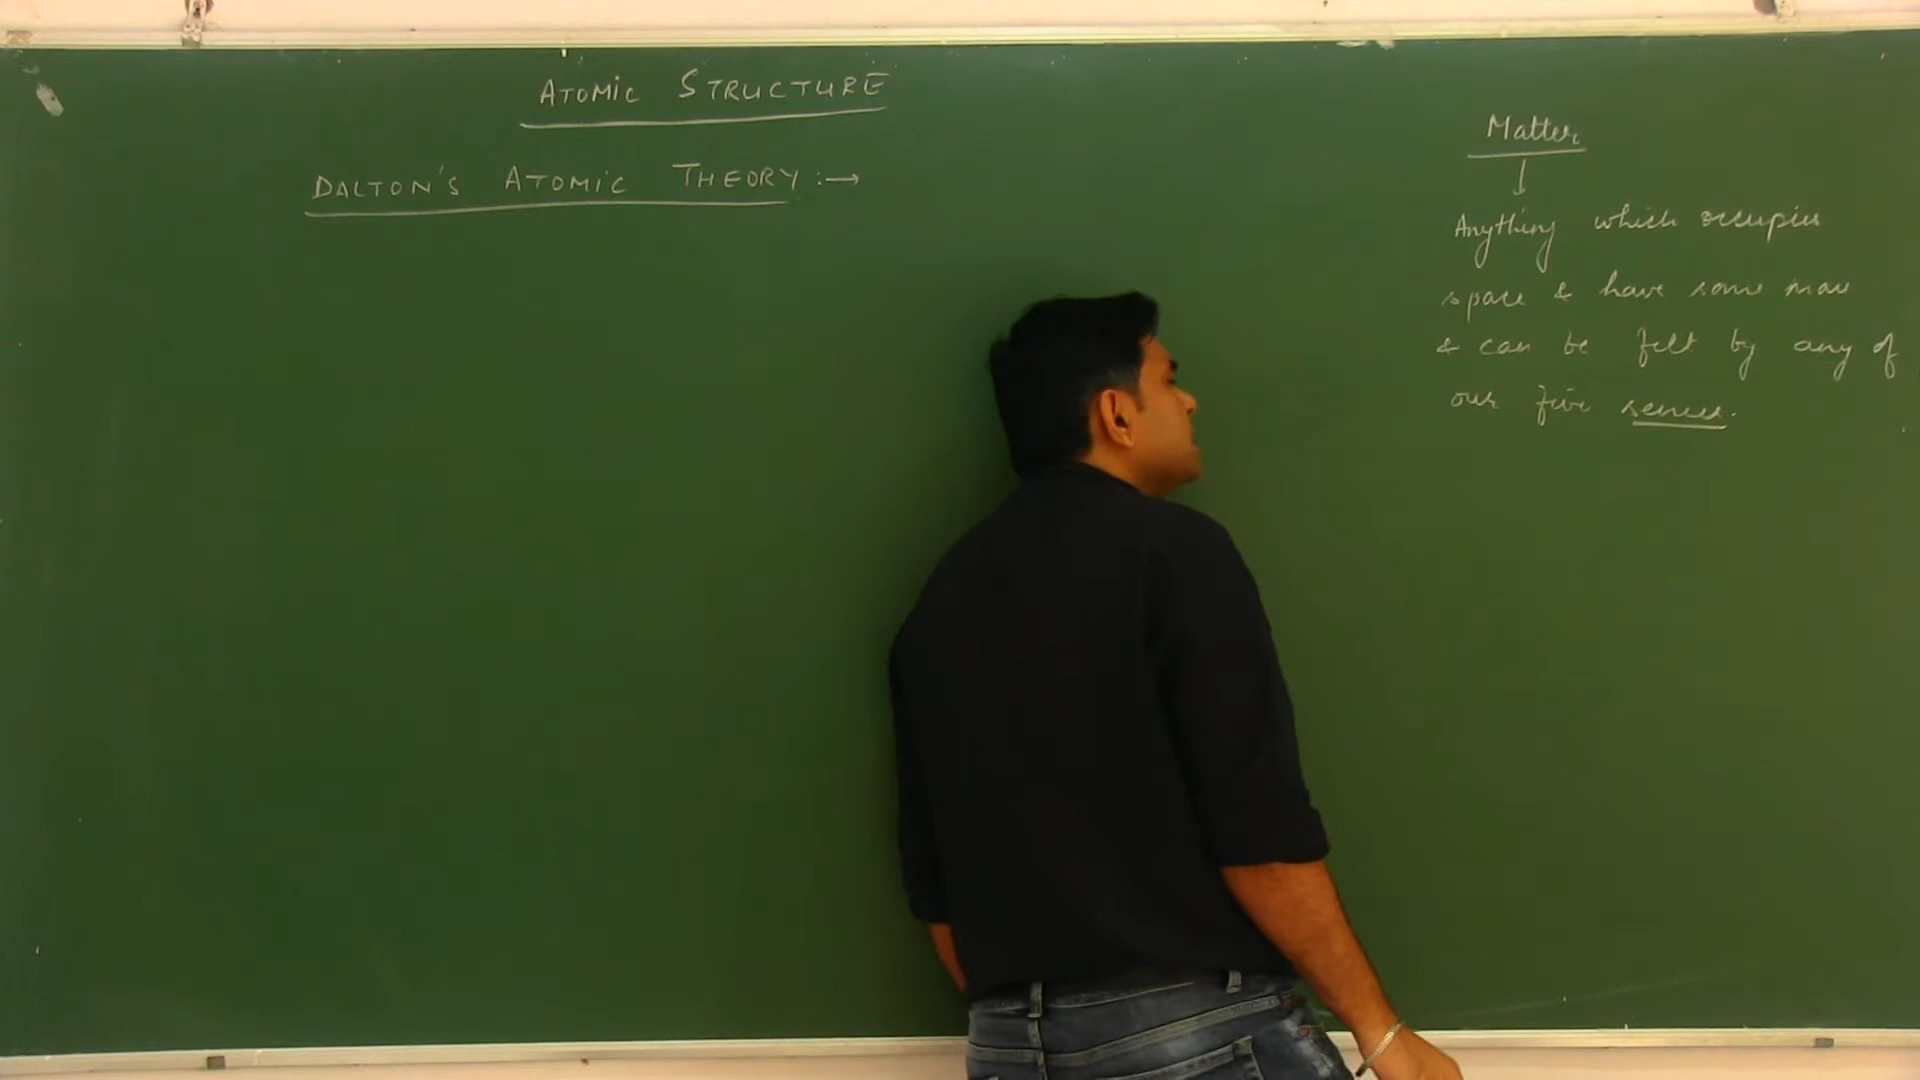 ATOMIC STRUCTURE
DALTON'S ATOMIC THEORY :→
Matter
↓
Anything which occupies
space & have some mass
& can be felt by any of
our five senses.